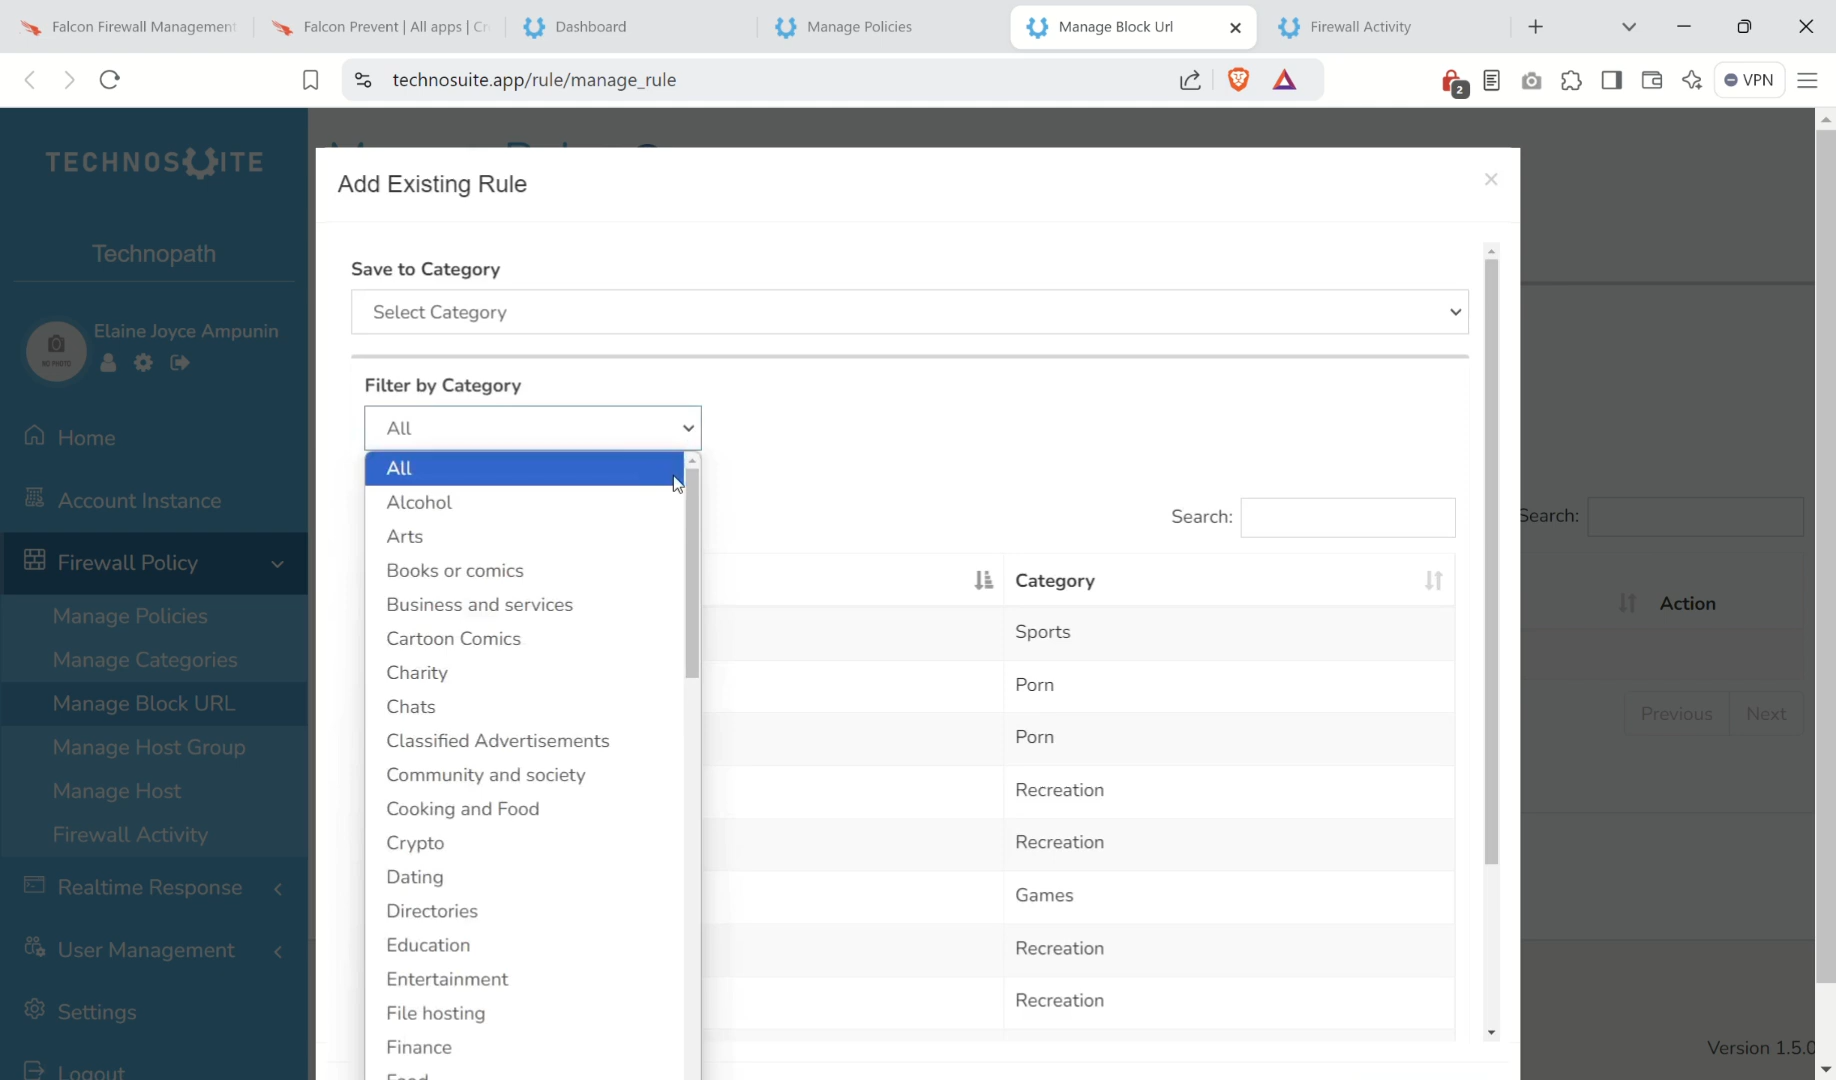 Falcon Firewall Management
Falcon Prevent | All apps | Cr
Dashboard
Manage Policies
Manage Block Url
Firewall Activity
technosuite.app/rule/manage_rule
2
VPN
TECHNOSUITE
Technopath
NO PHOTO
Elaine Joyce Ampunin
Home
Account Instance
Firewall Policy
Manage Policies
Manage Categories
Manage Block URL
Manage Host Group
Manage Host
Firewall Activity
Realtime Response
User Management
Settings
Logout
Add Existing Rule
Save to Category
Select Category
Filter by Category
All
All
Alcohol
Arts
Books or comics
Business and services
Cartoon Comics
Charity
Chats
Classified Advertisements
Community and society
Cooking and Food
Crypto
Dating
Directories
Education
Entertainment
File hosting
Finance
Food
Search:
Category
Sports
Porn
Porn
Recreation
Recreation
Games
Recreation
Recreation
Search:
Action
Previous
Next
Version 1.5.0